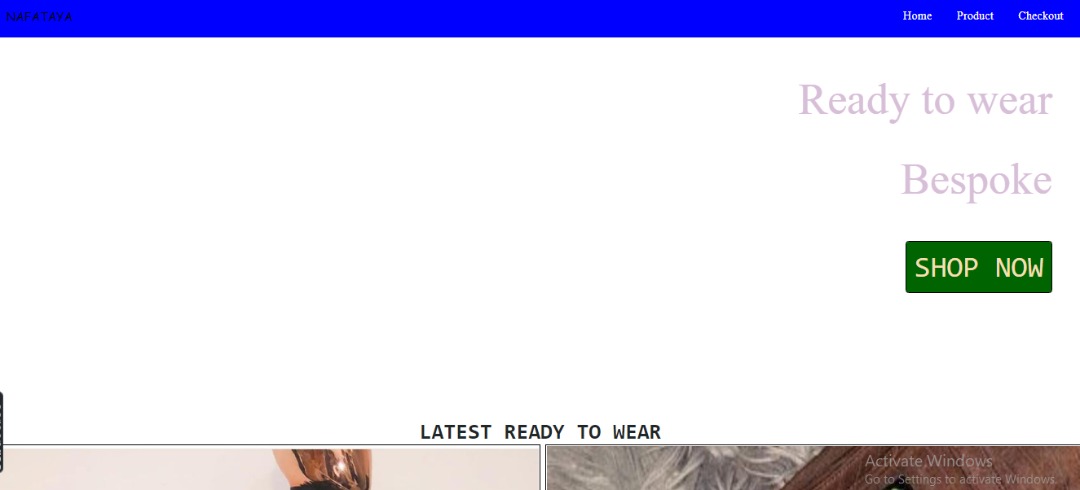 NAFATAYA
Home Product Checkout
Ready to wear
Bespoke
SHOP NOW
LATEST READY TO WEAR
Activate Windows
Go to Settings to activate Windows.